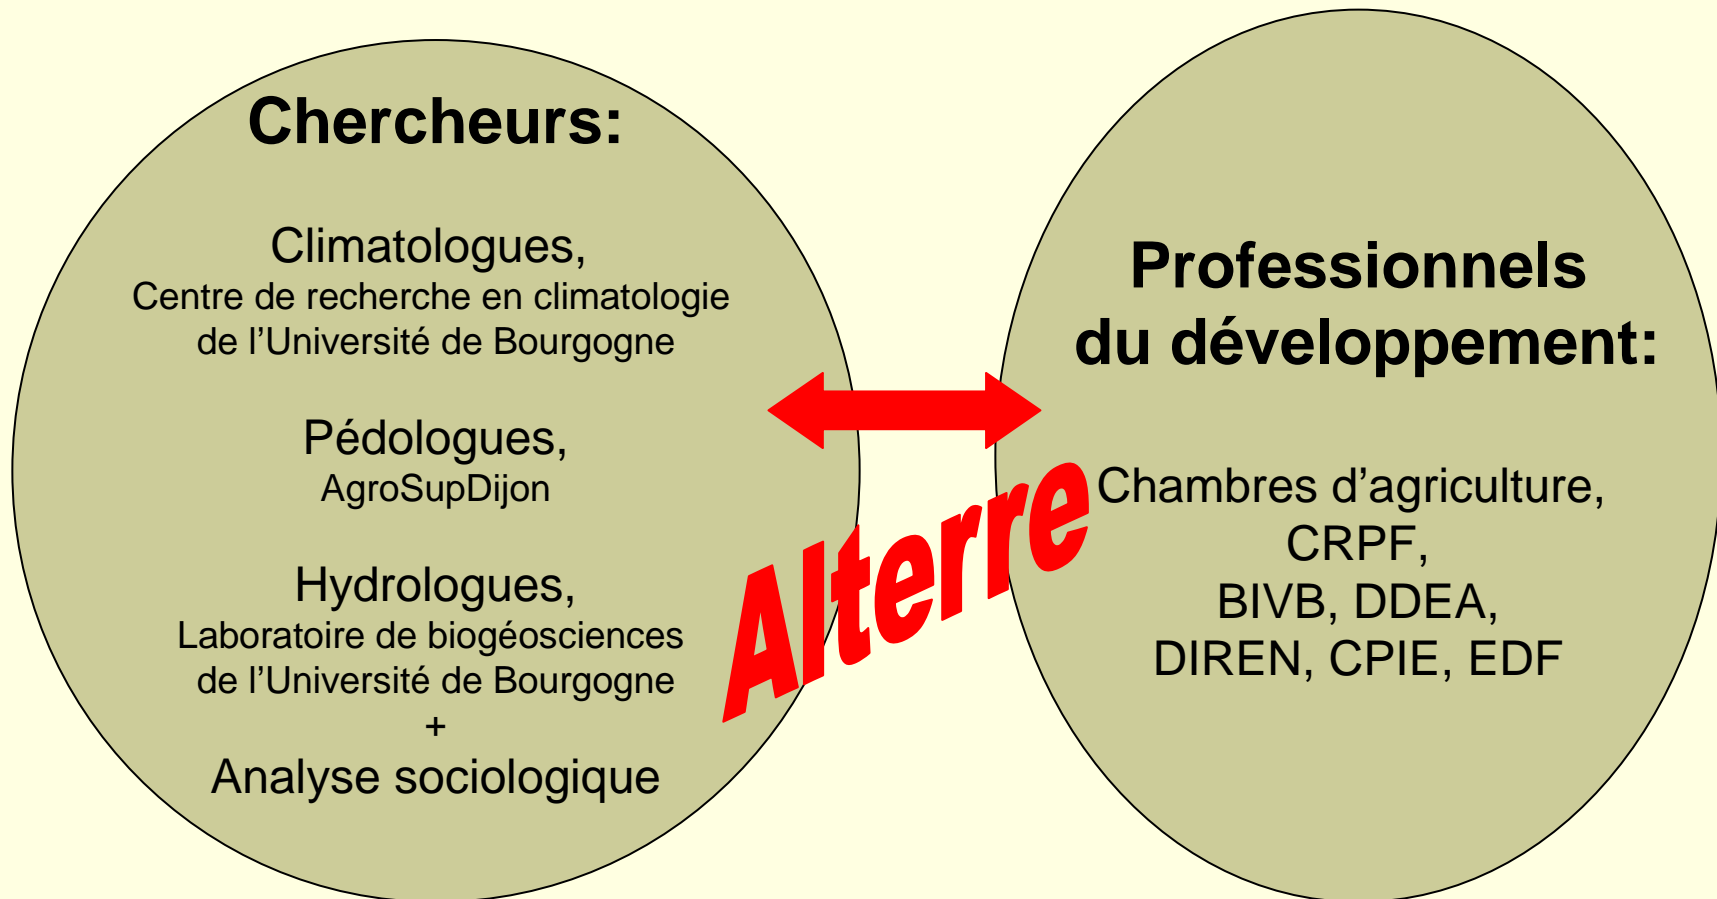 Chercheurs:
Climatologues,
Centre de recherche en climatologie
de l’Université de Bourgogne
Pédologues,
AgroSupDijon
Hydrologues,
Laboratoire de biogéosciences
de l’Université de Bourgogne
+
Analyse sociologique
Alterre
Professionnels
du développement:
Chambres d’agriculture,
CRPF,
BIVB, DDEA,
DIREN, CPIE, EDF